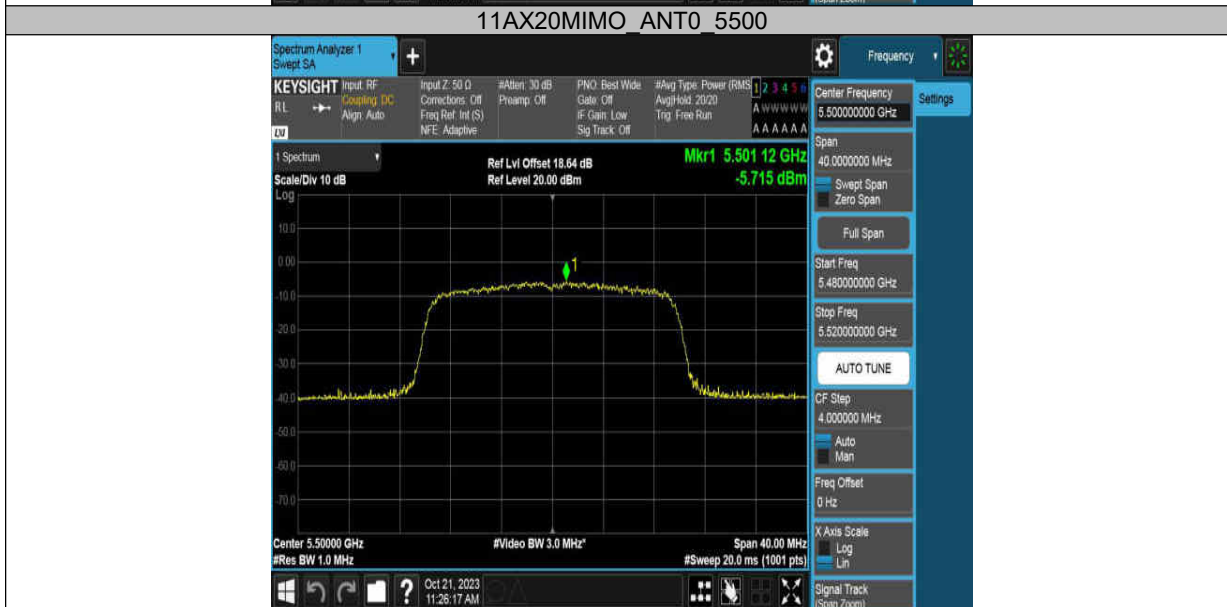 (Span Zoom)
11AX20MIMO_ANT0_5500
Spectrum Analyzer 1
Swept SA
+
Frequency
KEYSIGHT
RL
LV
Input: RF
Coupling: DC
Align: Auto
Input Z: 50 Ω
Corrections: Off
Freq Ref: Int (S)
NFE: Adaptive
#Atten: 30 dB
Preamp: Off
PNO: Best Wide
Gate: Off
IF Gain: Low
Sig Track: Off
#Avg Type: Power (RMS
Avg|Hold: 20/20
Trig: Free Run
1 2 3 4 5 6
A W W W W W
A A A A A A
1 Spectrum
Scale/Div 10 dB
Log
Ref Lvl Offset 18.64 dB
Ref Level 20.00 dBm
Mkr1 5.501 12 GHz
-5.715 dBm
10.0
0.00
-10.0
-20.0
-30.0
-40.0
-50.0
-60.0
-70.0
1
Center 5.50000 GHz
#Res BW 1.0 MHz
#Video BW 3.0 MHz*
Span 40.00 MHz
#Sweep 20.0 ms (1001 pts)
?
Oct 21, 2023
11:26:17 AM
Center Frequency
5.500000000 GHz
Settings
Span
40.0000000 MHz
Swept Span
Zero Span
Full Span
Start Freq
5.480000000 GHz
Stop Freq
5.520000000 GHz
AUTO TUNE
CF Step
4.000000 MHz
Auto
Man
Freq Offset
0 Hz
X Axis Scale
Log
Lin
Signal Track
(Span Zoom)